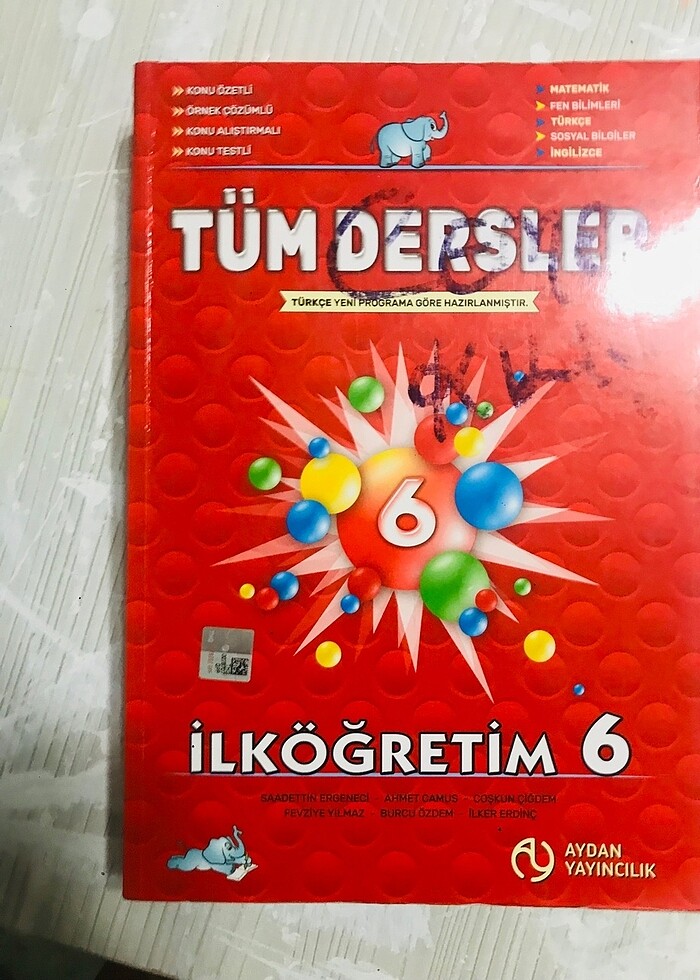 KONU ÖZETLİ
ÖRNEK ÇÖZÜMLÜ
KONU ALIŞTIRMALI
KONU TESTLİ
MATEMATİK
FEN BİLİMLERİ
TÜRKÇE
SOSYAL BİLGİLER
İNGİLİZCE
TÜM DERSLER
TÜRKÇE YENİ PROGRAMA GÖRE HAZIRLANMIŞTIR.
6
İLKÖĞRETİM 6
SAADETTİN ERGENECİ - AHMET CAMUS - COŞKUN ÇİĞDEM
FEVZİYE YILMAZ - BURCU ÖZDEM - İLKER ERDİNÇ
AYDAN
YAYINCILIK